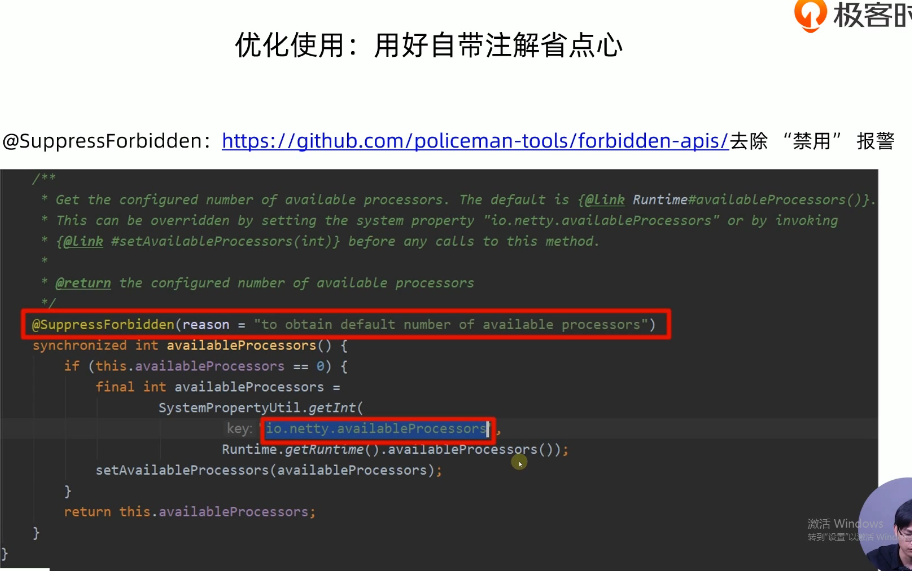 极客时
优化使用：用好自带注解省点心
@SuppressForbidden：https://github.com/policeman-tools/forbidden-apis/去除 “禁用” 报警
/**
* Get the configured number of available processors. The default is {@link Runtime#availableProcessors()}.
* This can be overridden by setting the system property "io.netty.availableProcessors" or by invoking
* {@link #setAvailableProcessors(int)} before any calls to this method.
*
* @return the configured number of available processors
*/
@SuppressForbidden(reason = "to obtain default number of available processors")
synchronized int availableProcessors() {
if (this.availableProcessors == 0) {
final int availableProcessors =
SystemPropertyUtil.getInt(
key: "io.netty.availableProcessors",
Runtime.getRuntime().availableProcessors());
setAvailableProcessors(availableProcessors);
}
return this.availableProcessors;
}
}
激活 Windows
转到"设置"以激活 Windows